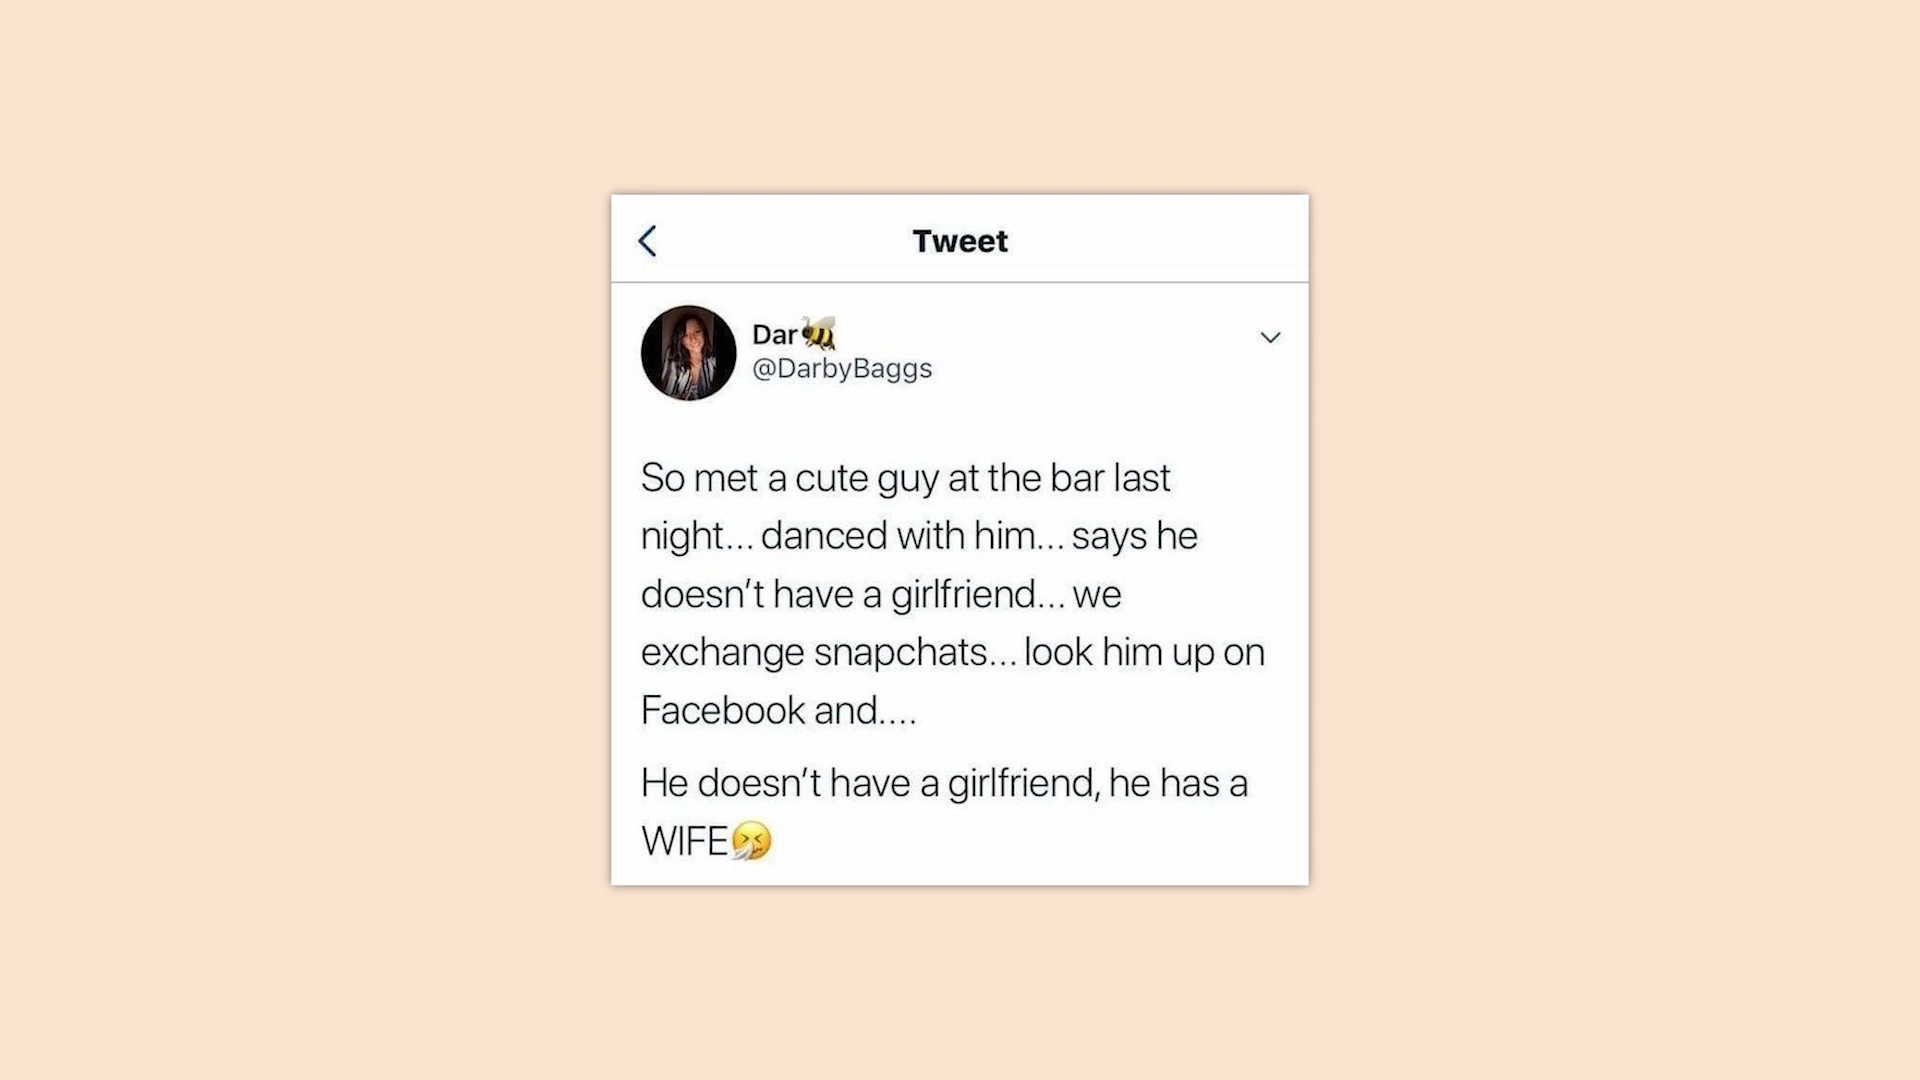 Tweet
Dar🐝
@DarbyBaggs
So met a cute guy at the bar last
night... danced with him... says he
doesn’t have a girlfriend... we
exchange snapchats... look him up on
Facebook and....
He doesn’t have a girlfriend, he has a
WIFE🤧